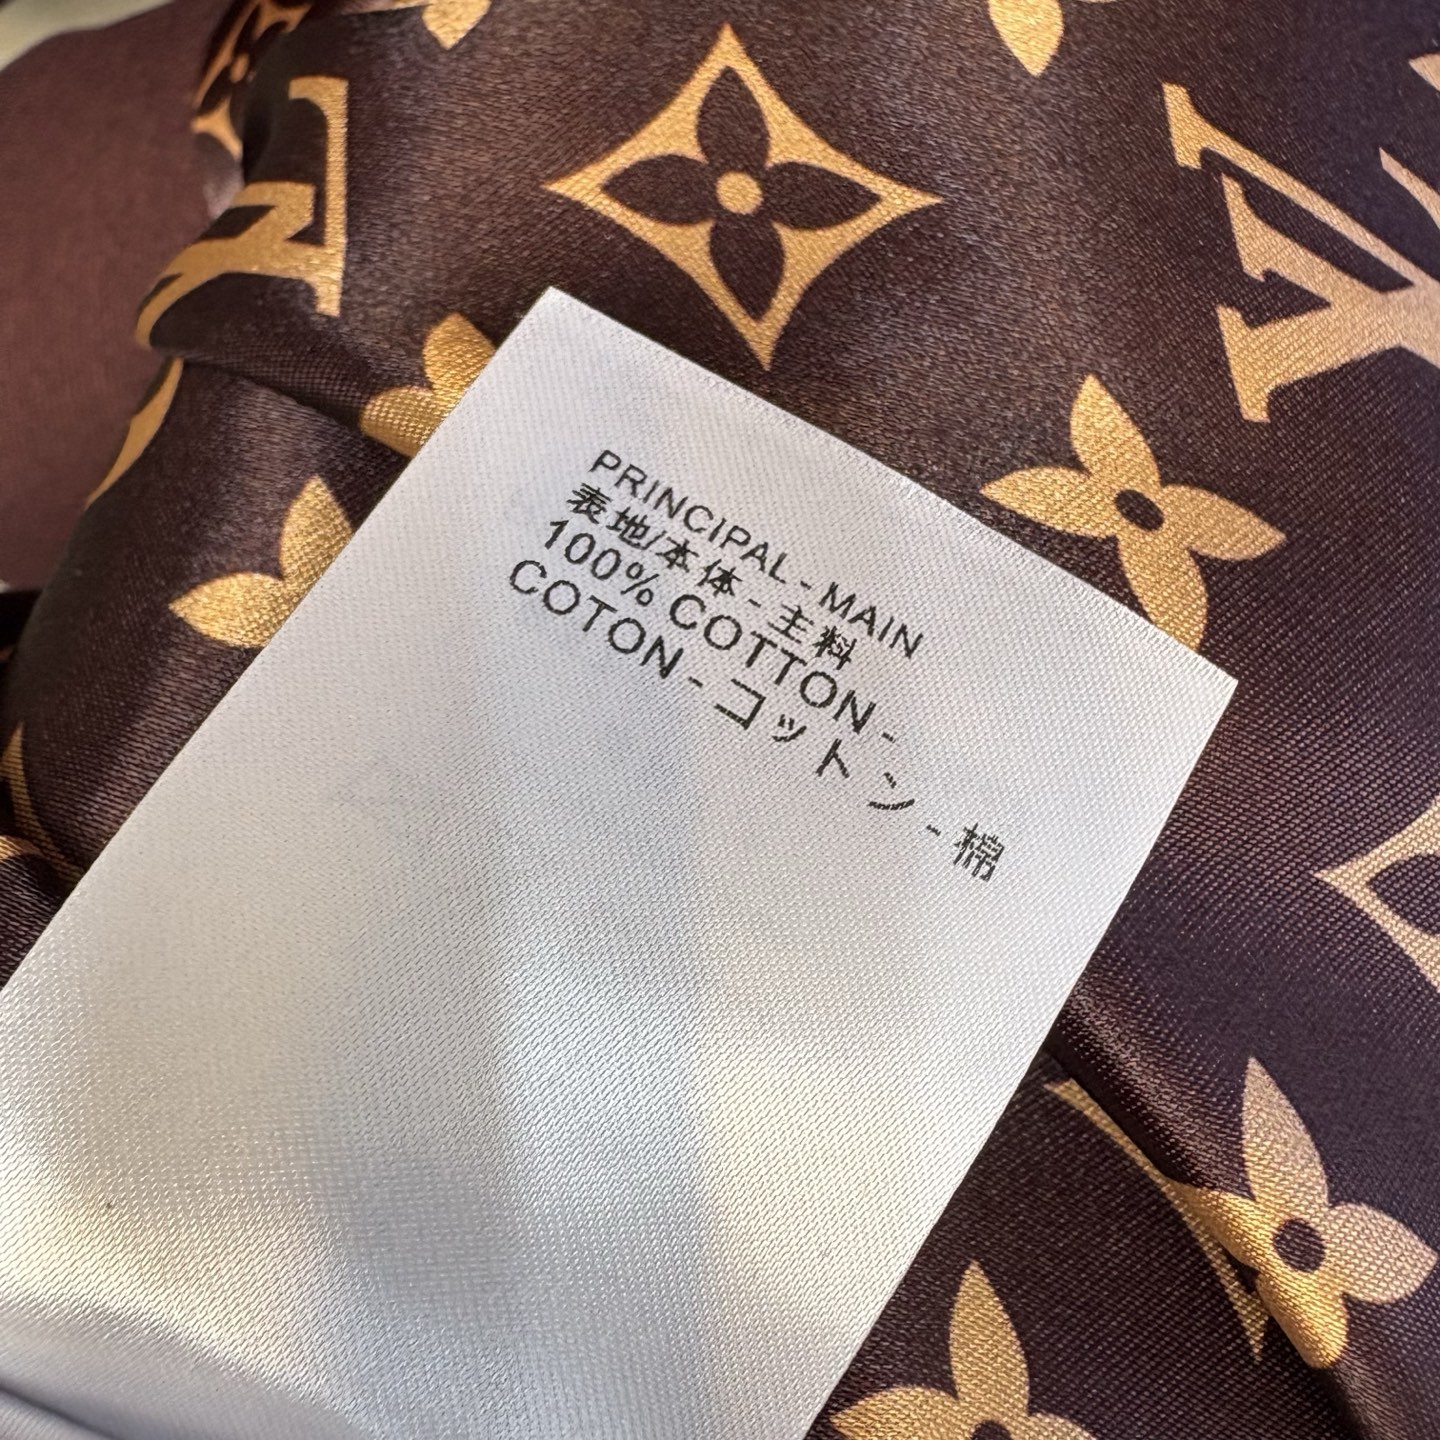 PRINCIPAL - MAIN
表地/本体 - 主料
100% COTTON -
COTON - コットン - 棉